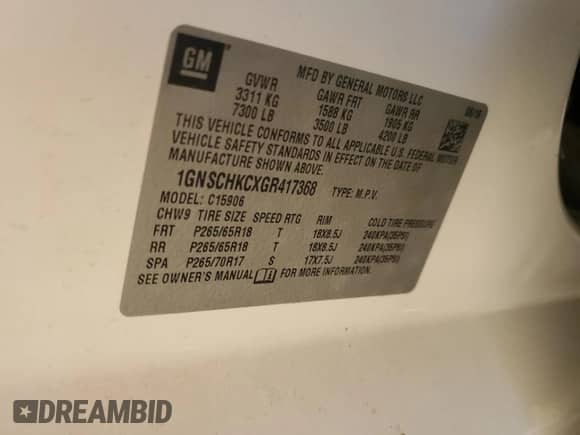 GM
MFD BY GENERAL MOTORS LLC
GVWR GAWR FRT GAWR RR
3311 KG 1588 KG 1905 KG
7300 LB 3500 LB 4200 LB
THIS VEHICLE CONFORMS TO ALL APPLICABLE U.S. FEDERAL MOTOR
VEHICLE SAFETY STANDARDS IN EFFECT ON THE DATE OF
MANUFACTURE SHOWN ABOVE.
1GNSCHKCXGR417368 TYPE: M.P.V.
MODEL: C15906
CHW9 TIRE SIZE SPEED RTG RIM COLD TIRE PRESSURE
FRT P265/65R18 T 18X8.5J 240KPA(35PSI)
RR P265/65R18 T 18X8.5J 240KPA(35PSI)
SPA P265/70R17 S 17X7.5J 240KPA(35PSI)
SEE OWNER'S MANUAL FOR MORE INFORMATION.
DREAMBID